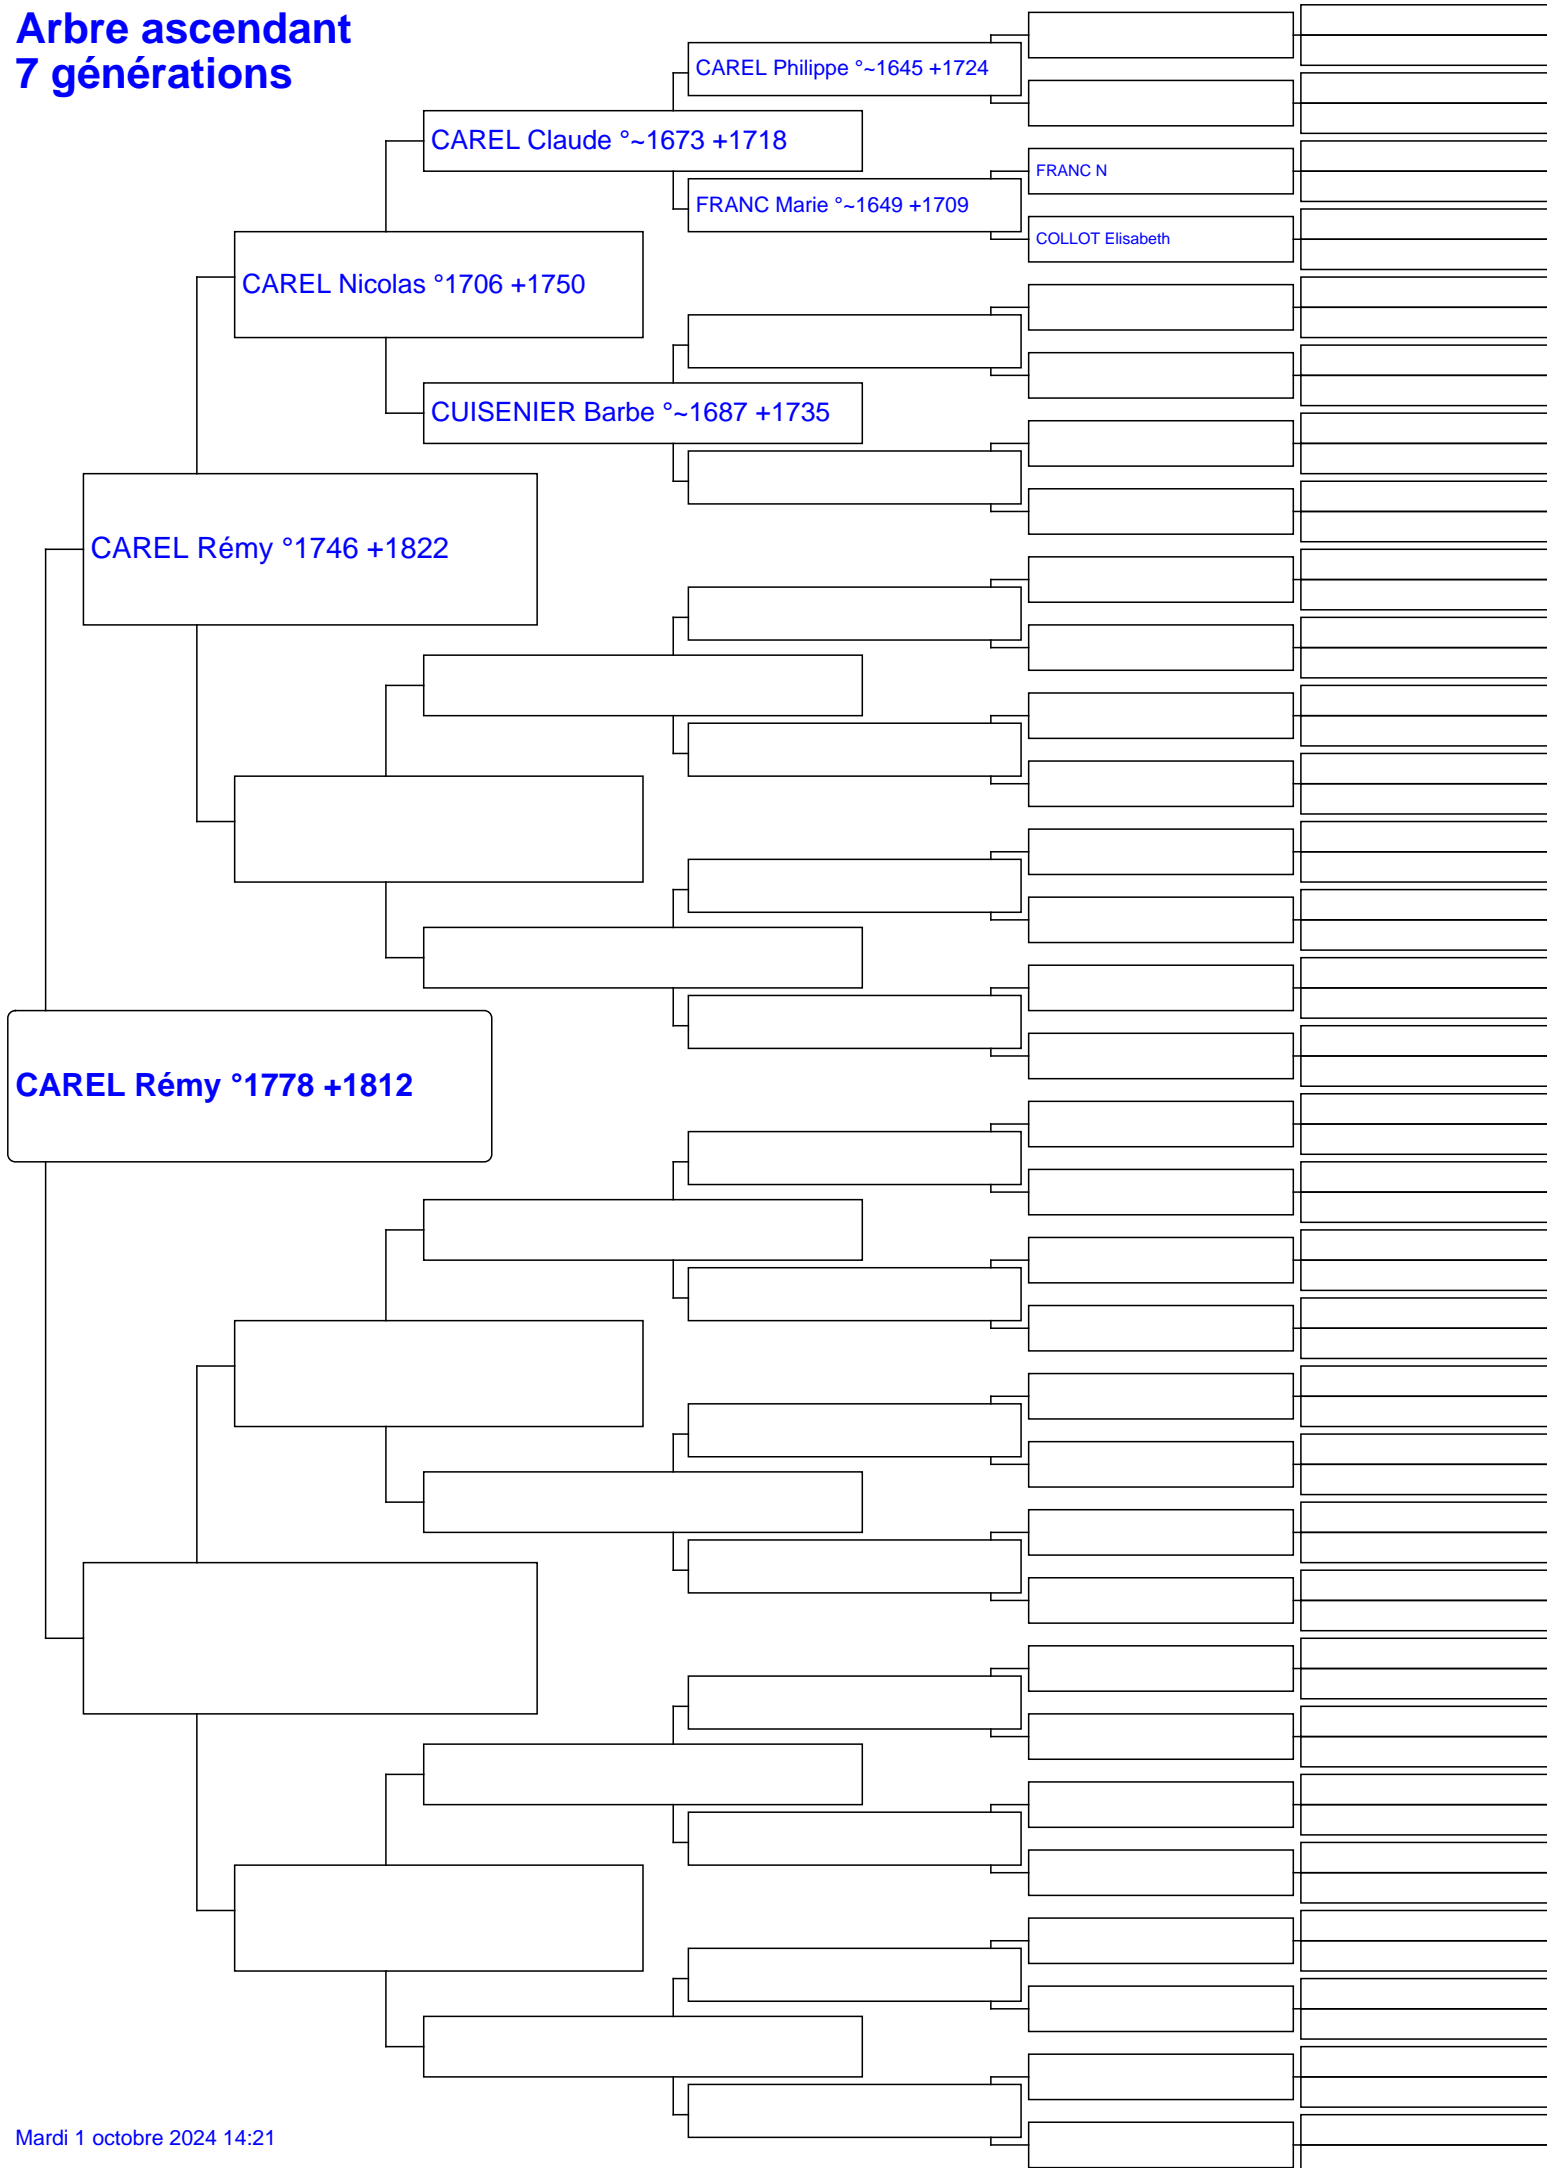 Arbre ascendant
7 générations
CAREL Philippe °~1645 +1724
CAREL Claude °~1673 +1718
FRANC N
FRANC Marie °~1649 +1709
COLLOT Elisabeth
CAREL Nicolas °1706 +1750
CUISENIER Barbe °~1687 +1735
CAREL Rémy °1746 +1822
CAREL Rémy °1778 +1812
Mardi 1 octobre 2024 14:21